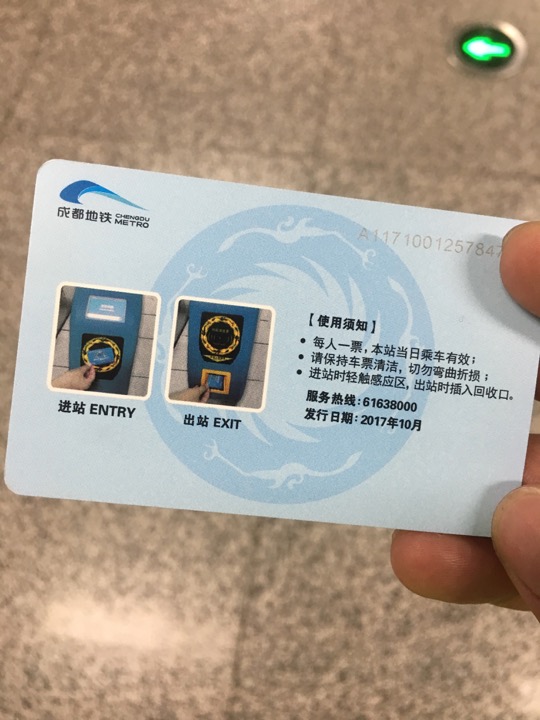 成都地铁 CHENGDU METRO
A1171001257847
【使用须知】
• 每人一票，本站当日乘车有效；
• 请保持车票清洁，切勿弯曲折损；
• 进站时轻触感应区，出站时插入回收口。
服务热线：61638000
发行日期：2017年10月
进站 ENTRY
出站 EXIT